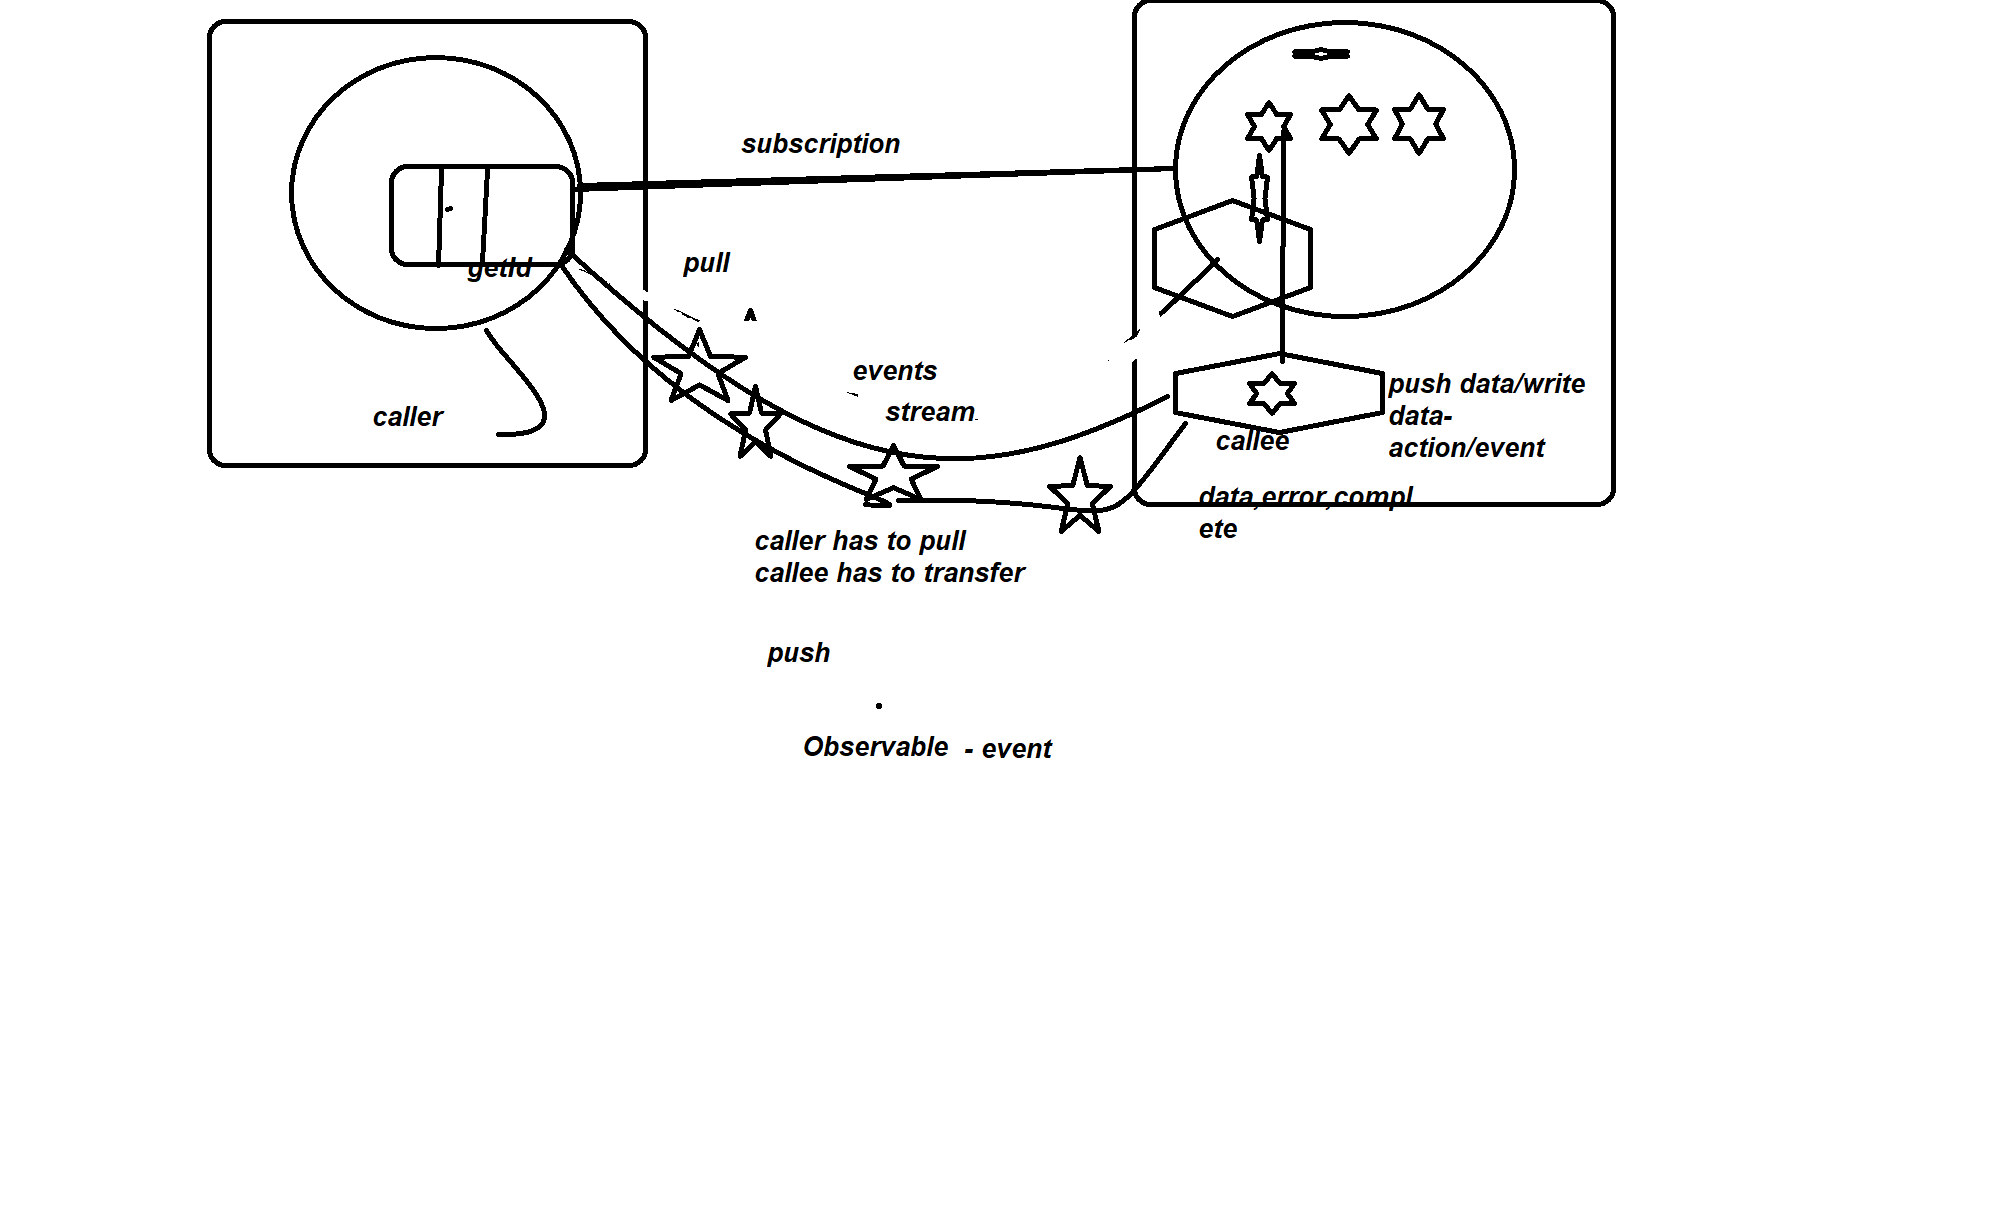 subscription
getId
pull
events
stream
caller
push data/write
data-
action/event
callee
data,error,compl
ete
caller has to pull
callee has to transfer
push
Observable - event